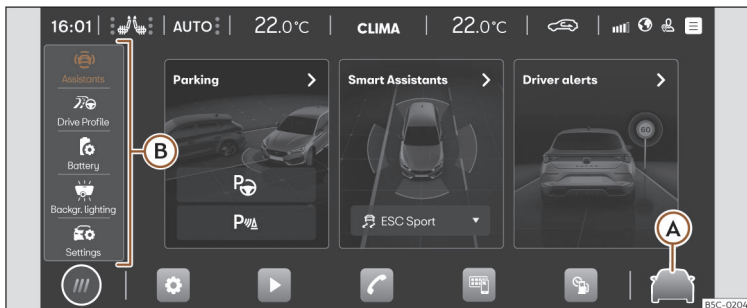 16:01 AUTO 22.0°C CLIMA 22.0°C
Assistants
Drive Profile
Battery
Backgr. lighting
Settings
B
Parking
P
P
Smart Assistants
ESC Sport
Driver alerts
60
A
B5C-0204